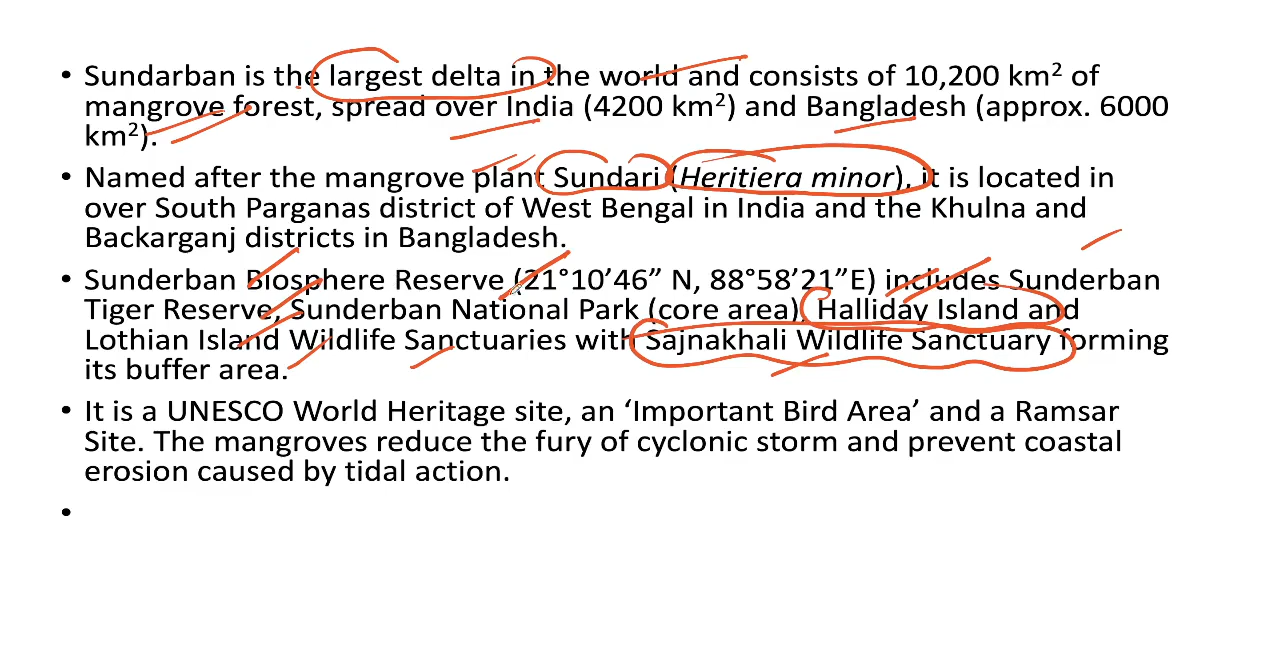 • Sundarban is the largest delta in the world and consists of 10,200 km² of
mangrove forest, spread over India (4200 km²) and Bangladesh (approx. 6000
km²).
• Named after the mangrove plant Sundari (Heritiera minor), it is located in
over South Parganas district of West Bengal in India and the Khulna and
Backarganj districts in Bangladesh.
• Sunderban Biosphere Reserve (21°10’46” N, 88°58’21”E) includes Sunderban
Tiger Reserve, Sunderban National Park (core area), Halliday Island and
Lothian Island Wildlife Sanctuaries with Sajnakhali Wildlife Sanctuary forming
its buffer area.
• It is a UNESCO World Heritage site, an ‘Important Bird Area’ and a Ramsar
Site. The mangroves reduce the fury of cyclonic storm and prevent coastal
erosion caused by tidal action.
•